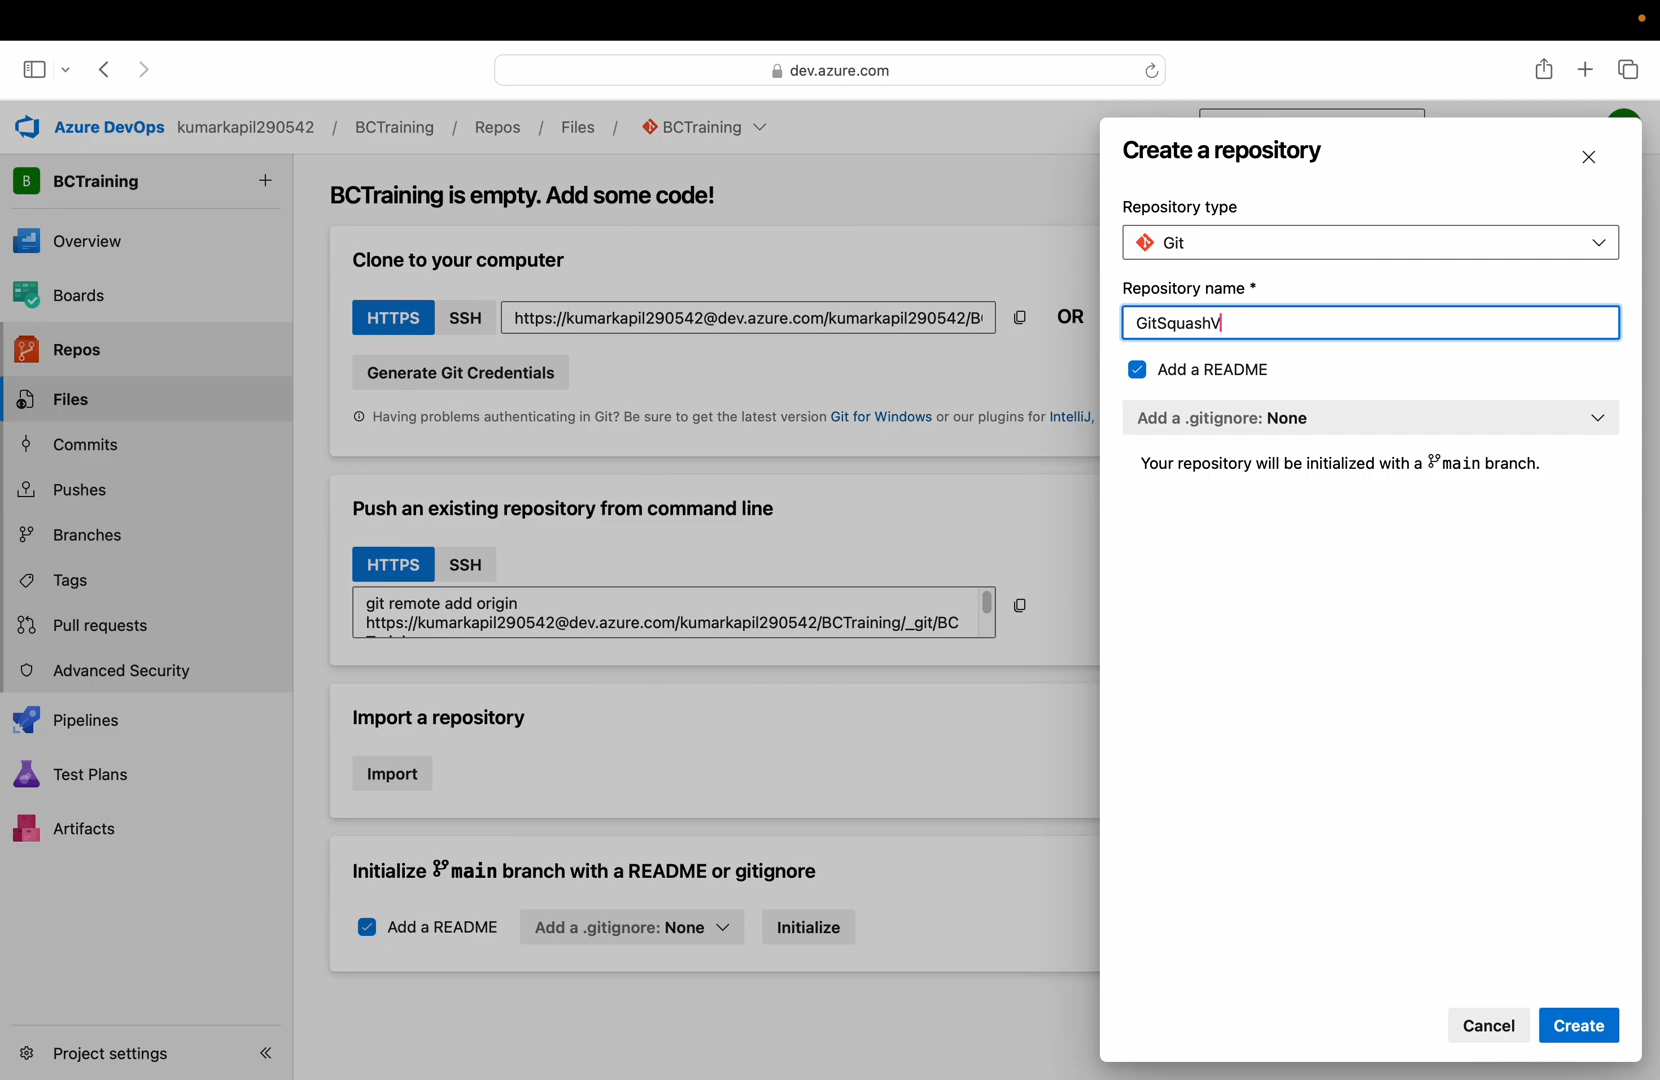 dev.azure.com
Azure DevOps kumarkapil290542 / BCTraining / Repos / Files / BCTraining
B BCTraining
Overview
Boards
Repos
Files
Commits
Pushes
Branches
Tags
Pull requests
Advanced Security
Pipelines
Test Plans
Artifacts
Project settings
BCTraining is empty. Add some code!
Clone to your computer
HTTPS SSH https://kumarkapil290542@dev.azure.com/kumarkapil290542/B OR
Generate Git Credentials
Having problems authenticating in Git? Be sure to get the latest version Git for Windows or our plugins for IntelliJ,
Push an existing repository from command line
HTTPS SSH
git remote add origin
https://kumarkapil290542@dev.azure.com/kumarkapil290542/BCTraining/_git/BC
Import a repository
Import
Initialize main branch with a README or gitignore
Add a README Add a .gitignore: None Initialize
Create a repository
Repository type
Git
Repository name *
GitSquashV
Add a README
Add a .gitignore: None
Your repository will be initialized with a main branch.
Cancel Create